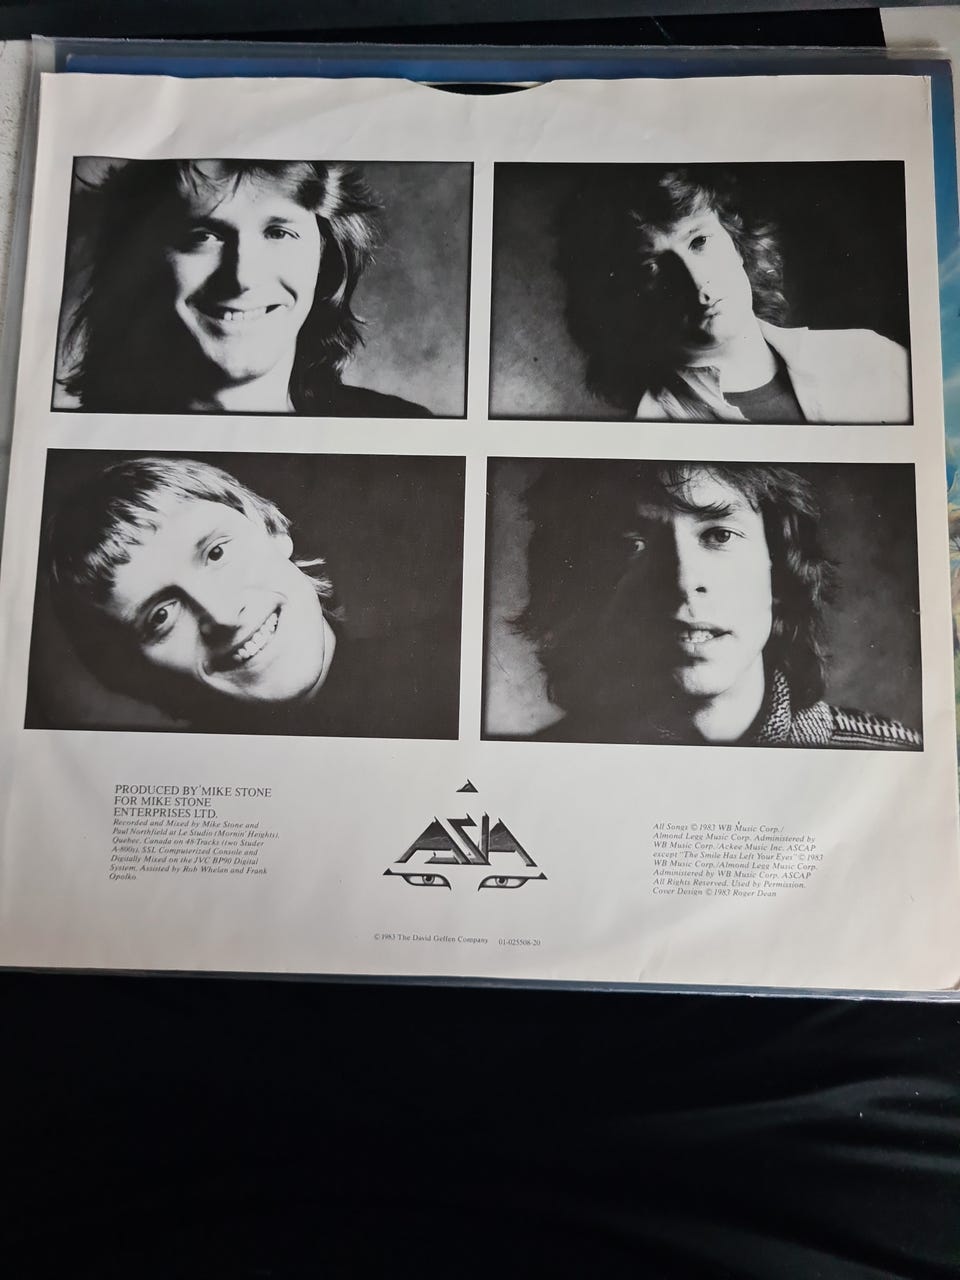 PRODUCED BY MIKE STONE
FOR MIKE STONE
ENTERPRISES LTD.
Recorded and Mixed by Mike Stone and
Paul Northfield at Le Studio (Mornin' Heights),
Quebec, Canada on 48-Tracks (two Studer
A-800s), SSL Computerized Console and
Digitally Mixed on the JVC BP90 Digital
System. Assisted by Rob Whelan and Frank
Opolko.
ASIA
All Songs © 1983 WB Music Corp./
Almond Legg Music Corp. Administered by
WB Music Corp./Ackee Music Inc. ASCAP
except "The Smile Has Left Your Eyes" © 1983
WB Music Corp./Almond Legg Music Corp.
Administered by WB Music Corp. ASCAP
All Rights Reserved. Used by Permission.
Cover Design © 1983 Roger Dean
© 1983 The David Geffen Company 01-025508-20